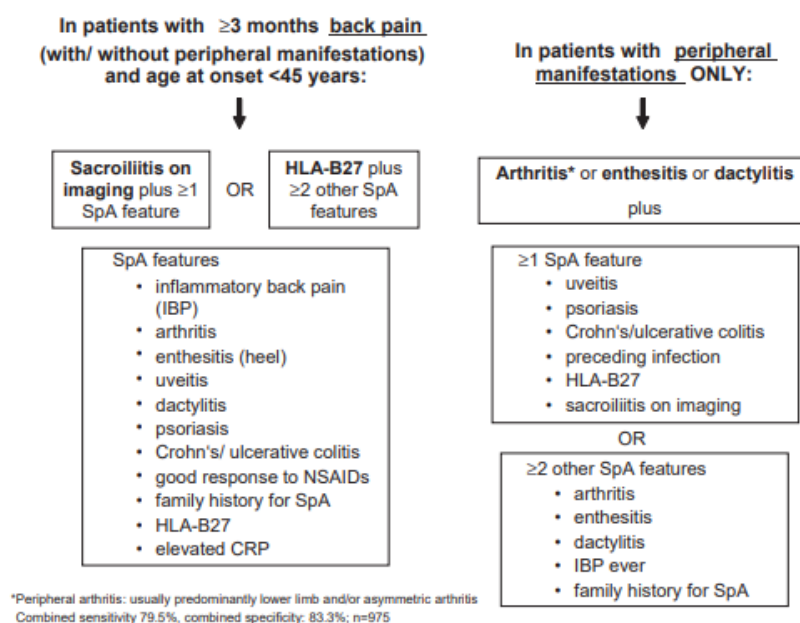 In patients with ≥3 months back pain
(with/ without peripheral manifestations)
and age at onset <45 years:
Sacroiliitis on
imaging plus ≥1
SpA feature
OR
HLA-B27 plus
≥2 other SpA
features
SpA features
• inflammatory back pain
(IBP)
• arthritis
• enthesitis (heel)
• uveitis
• dactylitis
• psoriasis
• Crohn's/ ulcerative colitis
• good response to NSAIDs
• family history for SpA
• HLA-B27
• elevated CRP
In patients with peripheral
manifestations ONLY:
Arthritis* or enthesitis or dactylitis
plus
≥1 SpA feature
• uveitis
• psoriasis
• Crohn's/ulcerative colitis
• preceding infection
• HLA-B27
• sacroiliitis on imaging
OR
≥2 other SpA features
• arthritis
• enthesitis
• dactylitis
• IBP ever
• family history for SpA
*Peripheral arthritis: usually predominantly lower limb and/or asymmetric arthritis
Combined sensitivity 79.5%, combined specificity: 83.3%; n=975